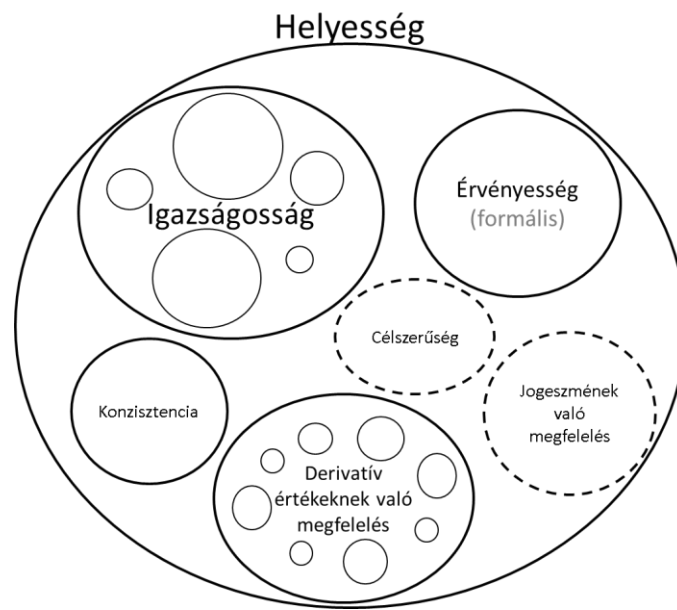 Helyesség
Igazságosság
Érvényesség
(formális)
Célszerűség
Konzisztencia
Jogeszmének
való
megfelelés
Derivatív
értékeknek való
megfelelés